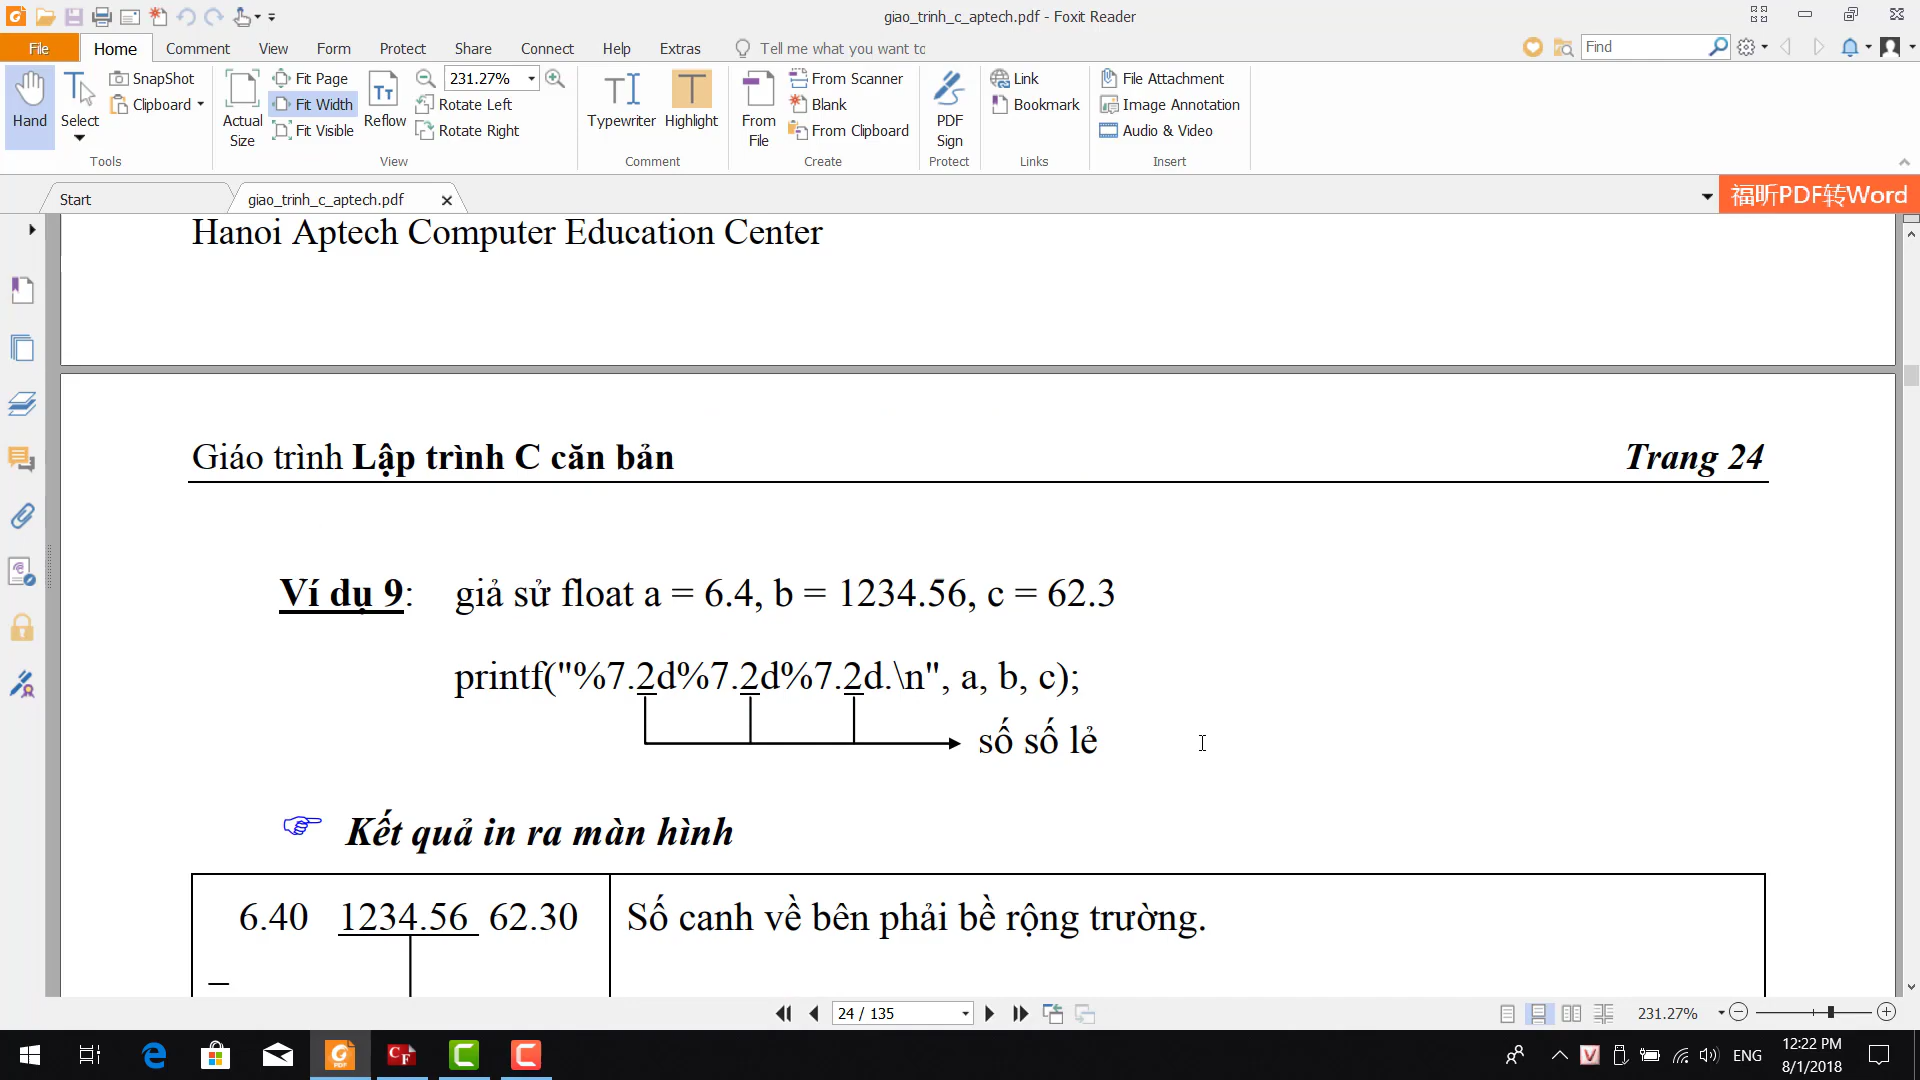 giao_trinh_c_aptech.pdf - Foxit Reader
File Home Comment View Form Protect Share Connect Help Extras Tell me what you want to Find
Hand
Select
SnapShot
Clipboard
Tools
Actual
Size
Fit Page
Fit Width
Fit Visible
Reflow
231.27%
Rotate Left
Rotate Right
View
Typewriter
Highlight
Comment
From
File
From Scanner
Blank
From Clipboard
Create
PDF
Sign
Protect
Link
Bookmark
Links
File Attachment
Image Annotation
Audio & Video
Insert
Start
giao_trinh_c_aptech.pdf
福昕PDF转Word
Hanoi Aptech Computer Education Center
Giáo trình Lập trình C căn bản Trang 24
Ví dụ 9: giả sử float a = 6.4, b = 1234.56, c = 62.3
printf("%7.2d%7.2d%7.2d.\n", a, b, c);
số số lẻ
Kết quả in ra màn hình
6.40 1234.56 62.30 Số canh về bên phải bề rộng trường.
24 / 135
231.27%
ENG
12:22 PM
8/1/2018